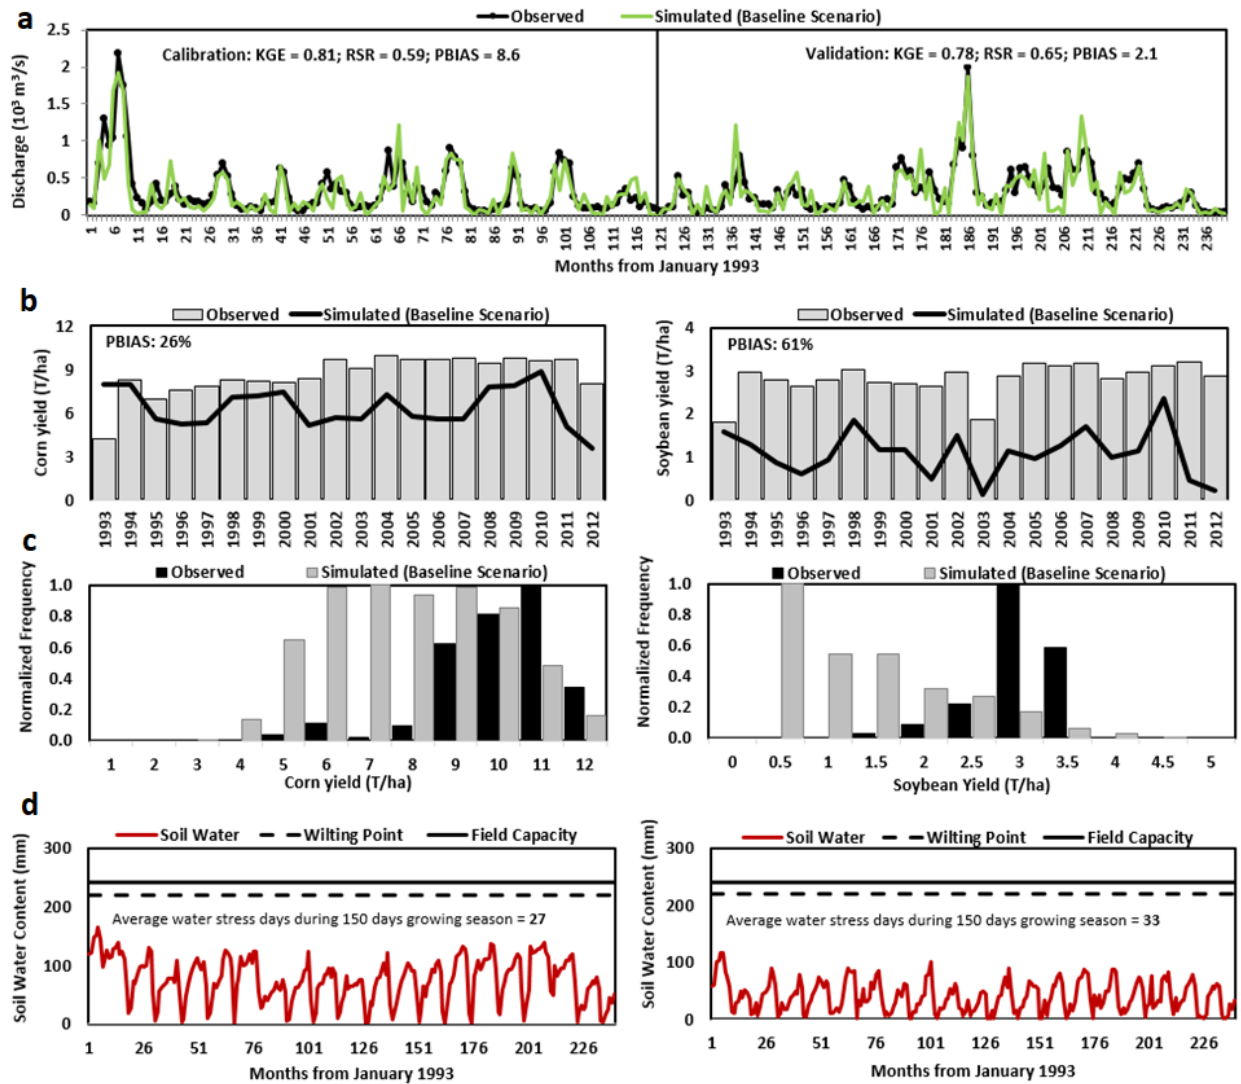 a
Observed Simulated (Baseline Scenario)
Calibration: KGE = 0.81; RSR = 0.59; PBIAS = 8.6
Validation: KGE = 0.78; RSR = 0.65; PBIAS = 2.1
Discharge (10³ m³/s)
2.5
2
1.5
1
0.5
0
1 6 11 16 21 26 31 36 41 46 51 56 61 66 71 76 81 86 91 96 101 106 111 116 121 126 131 136 141 146 151 156 161 166 171 176 181 186 191 196 201 206 211 216 221 226 231 236
Months from January 1993
b
Observed Simulated (Baseline Scenario)
PBIAS: 26%
Corn yield (T/ha)
12
9
6
3
0
1993 1994 1995 1996 1997 1998 1999 2000 2001 2002 2003 2004 2005 2006 2007 2008 2009 2010 2011 2012
Observed Simulated (Baseline Scenario)
PBIAS: 61%
Soybean yield (T/ha)
4
3
2
1
0
1993 1994 1995 1996 1997 1998 1999 2000 2001 2002 2003 2004 2005 2006 2007 2008 2009 2010 2011 2012
c
Observed Simulated (Baseline Scenario)
Normalized Frequency
1.0
0.8
0.6
0.4
0.2
0.0
1 2 3 4 5 6 7 8 9 10 11 12
Corn yield (T/ha)
Observed Simulated (Baseline Scenario)
Normalized Frequency
1.0
0.8
0.6
0.4
0.2
0.0
0 0.5 1 1.5 2 2.5 3 3.5 4 4.5 5
Soybean Yield (T/ha)
d
Soil Water Wilting Point Field Capacity
Average water stress days during 150 days growing season = 27
Soil Water Content (mm)
300
200
100
0
1 26 51 76 101 126 151 176 201 226
Months from January 1993
Soil Water Wilting Point Field Capacity
Average water stress days during 150 days growing season = 33
Soil Water Content (mm)
300
200
100
0
1 26 51 76 101 126 151 176 201 226
Months from January 1993